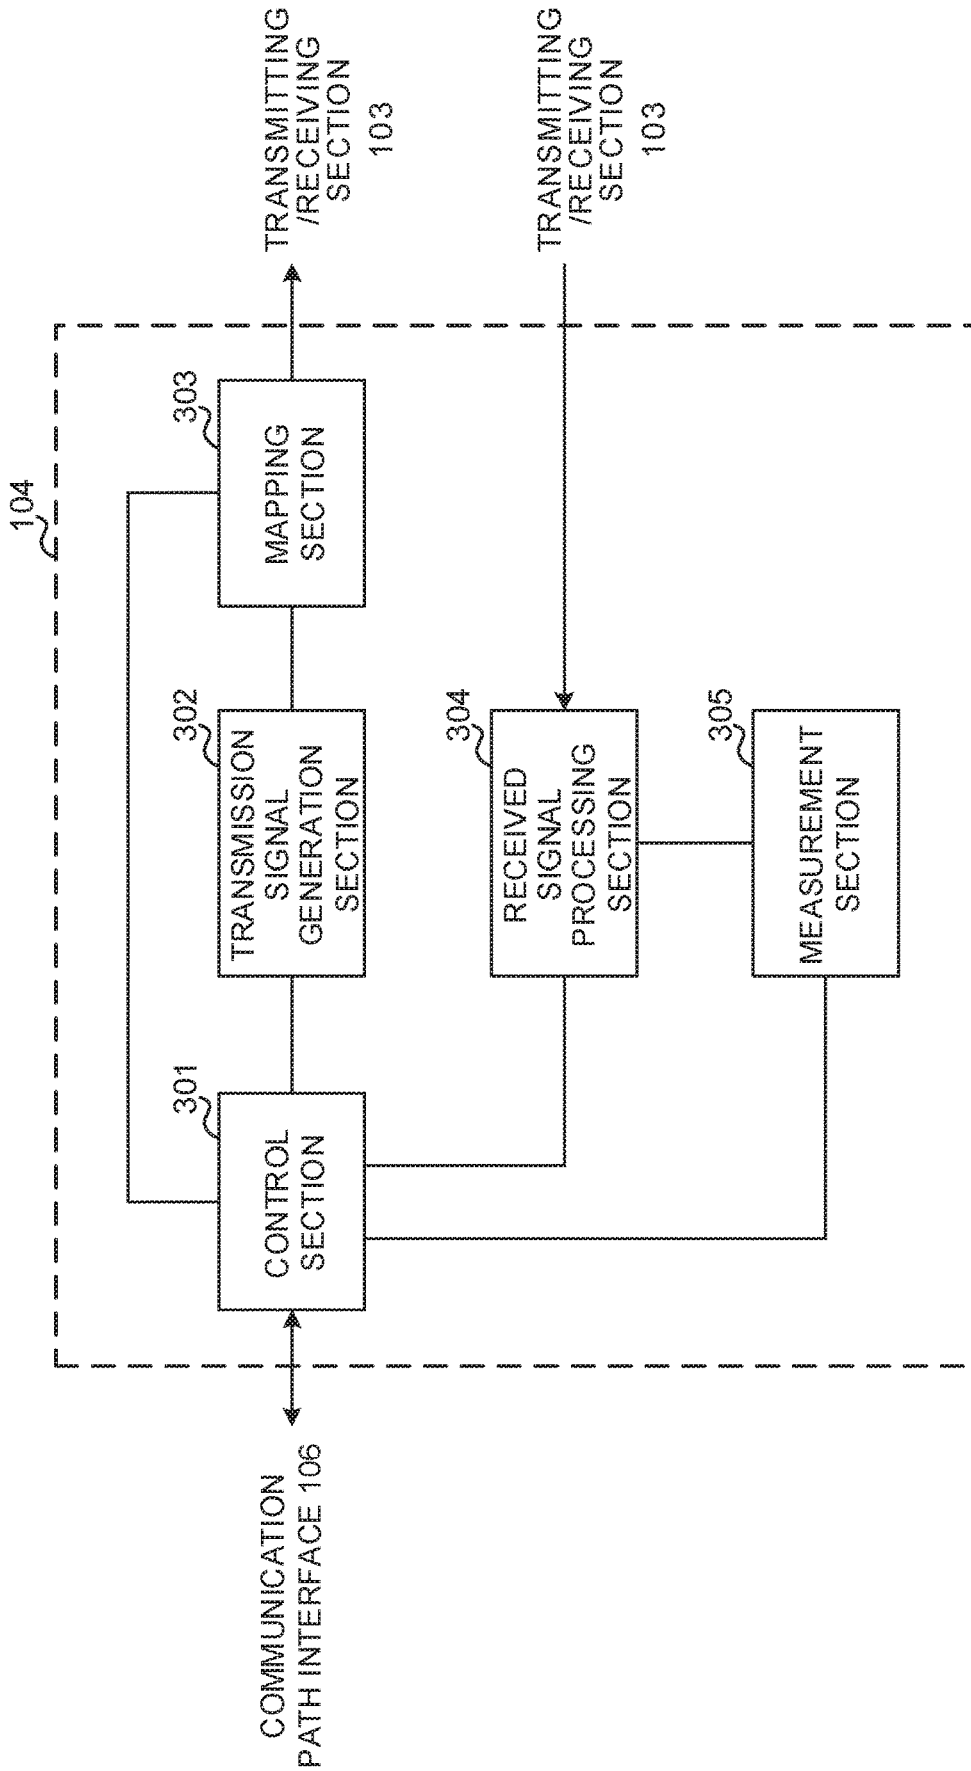 104
COMMUNICATION
PATH INTERFACE 106
301
CONTROL
SECTION
302
TRANSMISSION
SIGNAL
GENERATION
SECTION
303
MAPPING
SECTION
TRANSMITTING
/RECEIVING
SECTION
103
304
RECEIVED
SIGNAL
PROCESSING
SECTION
TRANSMITTING
/RECEIVING
SECTION
103
305
MEASUREMENT
SECTION